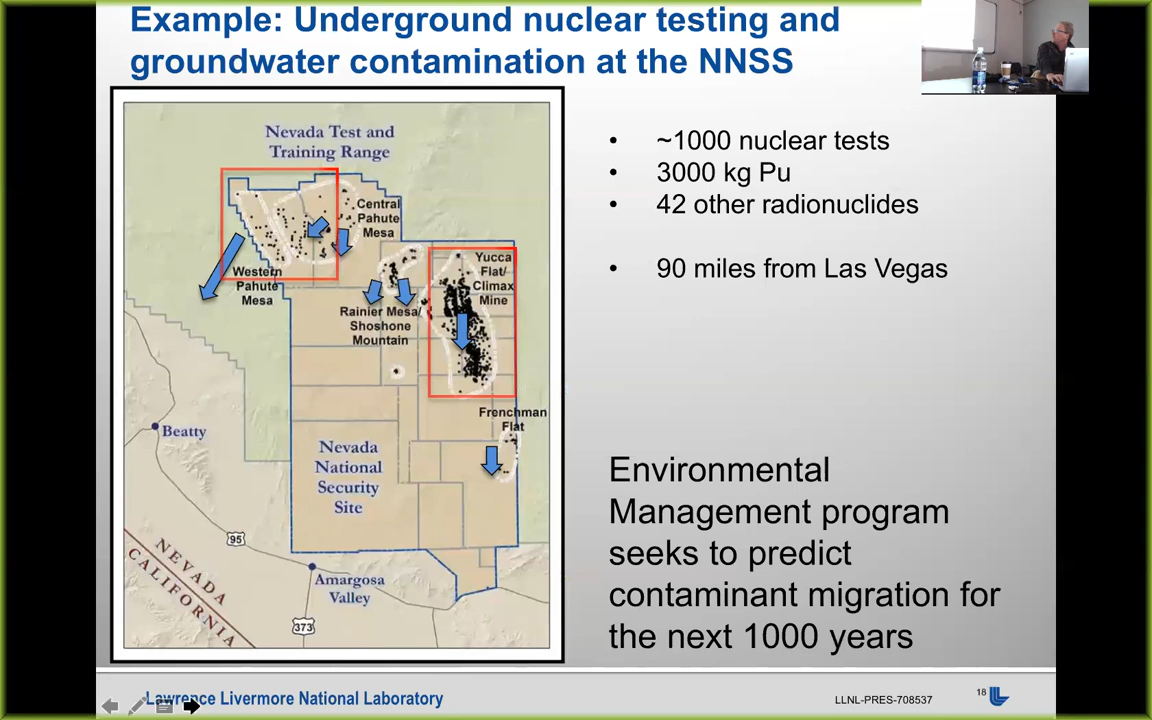 Example: Underground nuclear testing and
groundwater contamination at the NNSS
Nevada Test and
Training Range
Central
Pahute
Mesa
Western
Pahute
Mesa
Yucca
Flat/
Climax
Mine
Rainier Mesa/
Shoshone
Mountain
Frenchman
Flat
Beatty
Nevada
National
Security
Site
95
NEVADA
CALIFORNIA
Amargosa
Valley
373
• ~1000 nuclear tests
• 3000 kg Pu
• 42 other radionuclides
• 90 miles from Las Vegas
Environmental
Management program
seeks to predict
contaminant migration for
the next 1000 years
Lawrence Livermore National Laboratory
LLNL-PRES-708537
18